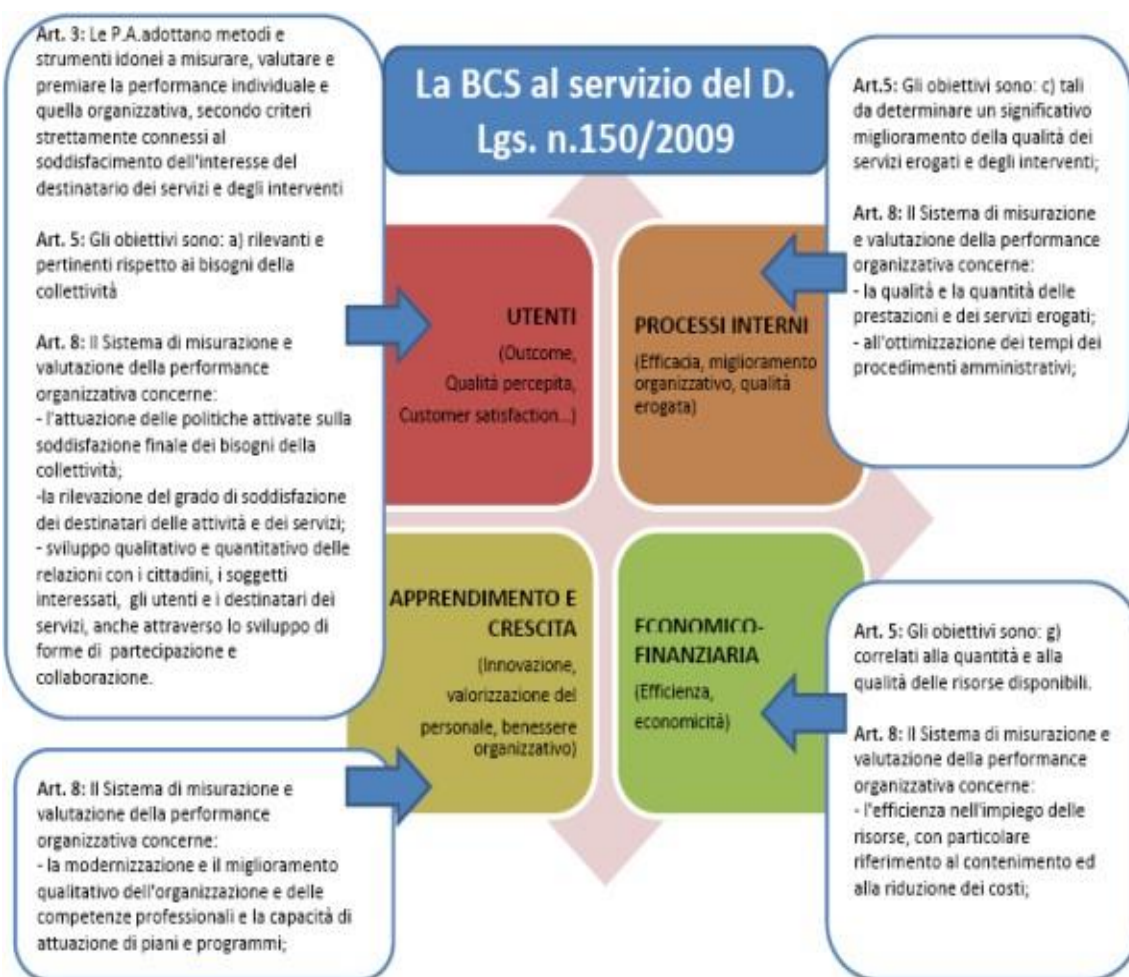 La BCS al servizio del D.
Lgs. n.150/2009
Art. 3: Le P.A.adottano metodi e
strumenti idonei a misurare, valutare e
premiare la performance individuale e
quella organizzativa, secondo criteri
strettamente connessi al
soddisfacimento dell'interesse del
destinatario dei servizi e degli interventi
Art. 5: Gli obiettivi sono: a) rilevanti e
pertinenti rispetto ai bisogni della
collettività
Art. 8: Il Sistema di misurazione e
valutazione della performance
organizzativa concerne:
- l'attuazione delle politiche attivate sulla
soddisfazione finale dei bisogni della
collettività;
-la rilevazione del grado di soddisfazione
dei destinatari delle attività e dei servizi;
- sviluppo qualitativo e quantitativo delle
relazioni con i cittadini, i soggetti
interessati, gli utenti e i destinatari dei
servizi, anche attraverso lo sviluppo di
forme di partecipazione e
collaborazione.
Art.5: Gli obiettivi sono: c) tali
da determinare un significativo
miglioramento della qualità dei
servizi erogati e degli interventi;
Art. 8: Il Sistema di misurazione
e valutazione della performance
organizzativa concerne:
- la qualità e la quantità delle
prestazioni e dei servizi erogati;
- all'ottimizzazione dei tempi dei
procedimenti amministrativi;
UTENTI
(Outcome,
Qualità percepita,
Customer satisfaction...)
PROCESSI INTERNI
(Efficacia, miglioramento
organizzativo, qualità
erogata)
APPRENDIMENTO E
CRESCITA
(Innovazione,
valorizzazione del
personale, benessere
organizzativo)
ECONOMICO-
FINANZIARIA
(Efficienza,
economicità)
Art. 8: Il Sistema di misurazione e
valutazione della performance
organizzativa concerne:
- la modernizzazione e il miglioramento
qualitativo dell'organizzazione e delle
competenze professionali e la capacità di
attuazione di piani e programmi;
Art. 5: Gli obiettivi sono: g)
correlati alla quantità e alla
qualità delle risorse disponibili.
Art. 8: Il Sistema di misurazione e
valutazione della performance
organizzativa concerne:
- l'efficienza nell'impiego delle
risorse, con particolare
riferimento al contenimento ed
alla riduzione dei costi;